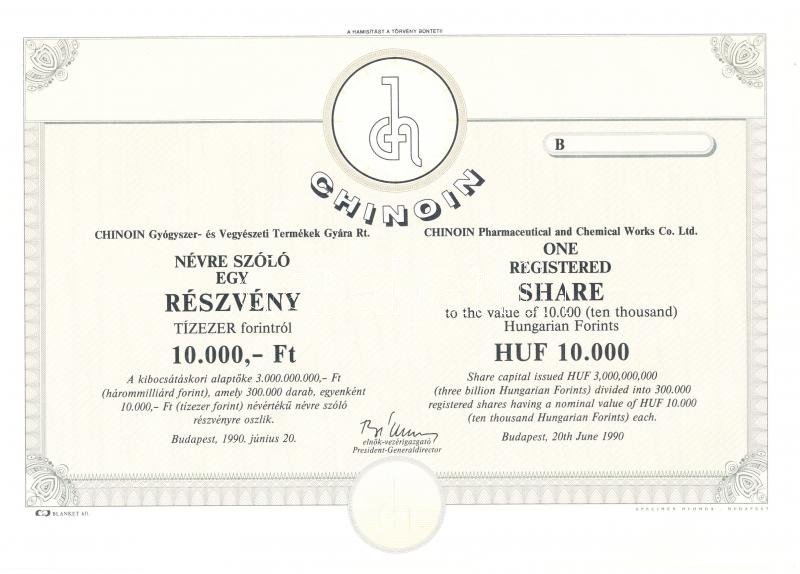 A HAMISÍTÁST A TÖRVÉNY BÜNTETI!
CHINOIN
B
CHINOIN Gyógyszer- és Vegyészeti Termékek Gyára Rt.
NÉVRE SZÓLÓ
EGY
RÉSZVÉNY
TÍZEZER forintról
10.000,- Ft
A kibocsátáskori alaptőke 3.000.000.000,- Ft
(hárommilliárd forint), amely 300.000 darab, egyenként
10.000,- Ft (tízezer forint) névértékű névre szóló
részvényre oszlik.
Budapest, 1990. június 20.
CHINOIN Pharmaceutical and Chemical Works Co. Ltd.
ONE
REGISTERED
SHARE
to the value of 10.000 (ten thousand)
Hungarian Forints
HUF 10.000
Share capital issued HUF 3,000,000,000
(three billion Hungarian Forints) divided into 300.000
registered shares having a nominal value of HUF 10.000
(ten thousand Hungarian Forints) each.
Budapest, 20th June 1990
elnök-vezérigazgató
President-Generaldirector
BLANKET kft.
SPECIMEN NYOMDA - BUDAPEST